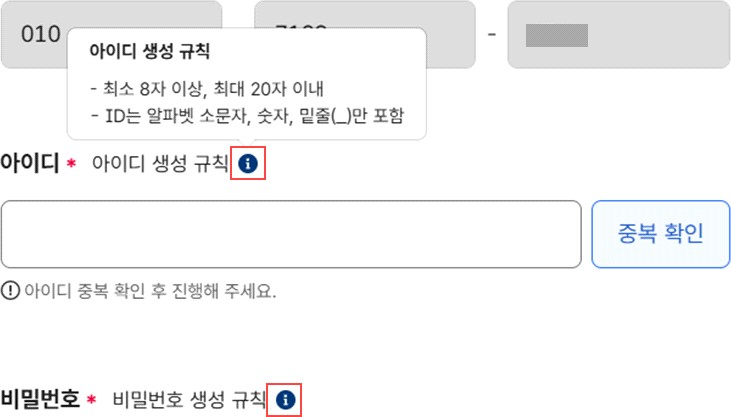 010 -
아이디 생성 규칙
- 최소 8자 이상, 최대 20자 이내
- ID는 알파벳 소문자, 숫자, 밑줄(_)만 포함
아이디 * 아이디 생성 규칙
중복 확인
아이디 중복 확인 후 진행해 주세요.
비밀번호 * 비밀번호 생성 규칙